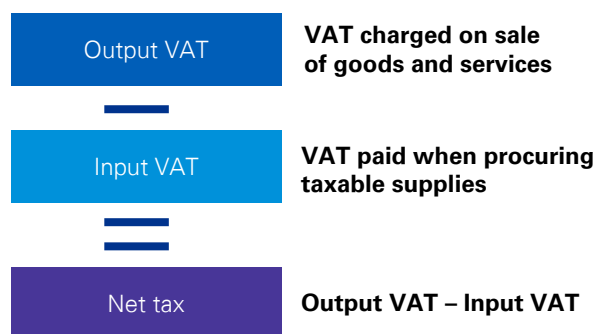 Output VAT
VAT charged on sale
of goods and services
Input VAT
VAT paid when procuring
taxable supplies
Net tax
Output VAT – Input VAT